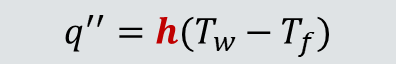 q′′ = h(T_w − T_f)